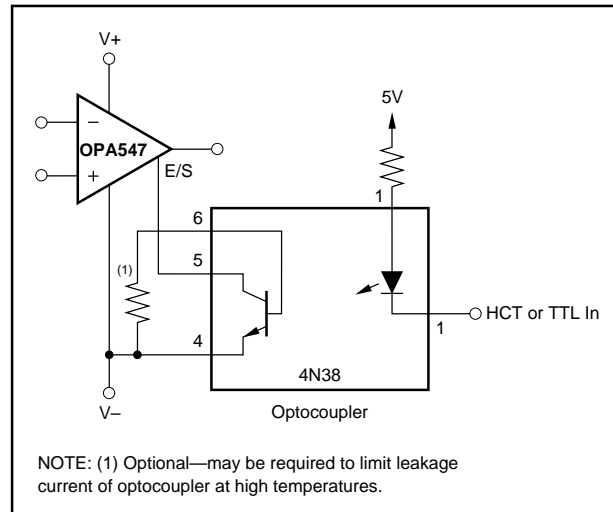 V+
5V
−
OPA547
+
E/S
1
6
(1)
5
HCT or TTL In
1
4
4N38
V−
Optocoupler
NOTE: (1) Optional—may be required to limit leakage
current of optocoupler at high temperatures.